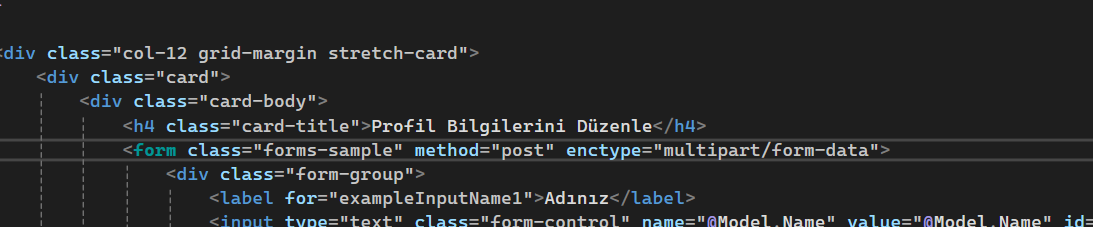 <div class="col-12 grid-margin stretch-card">
<div class="card">
<div class="card-body">
<h4 class="card-title">Profil Bilgilerini Düzenle</h4>
<form class="forms-sample" method="post" enctype="multipart/form-data">
<div class="form-group">
<label for="exampleInputName1">Adınız</label>
<input type="text" class="form-control" name="@Model.Name" value="@Model.Name" id=